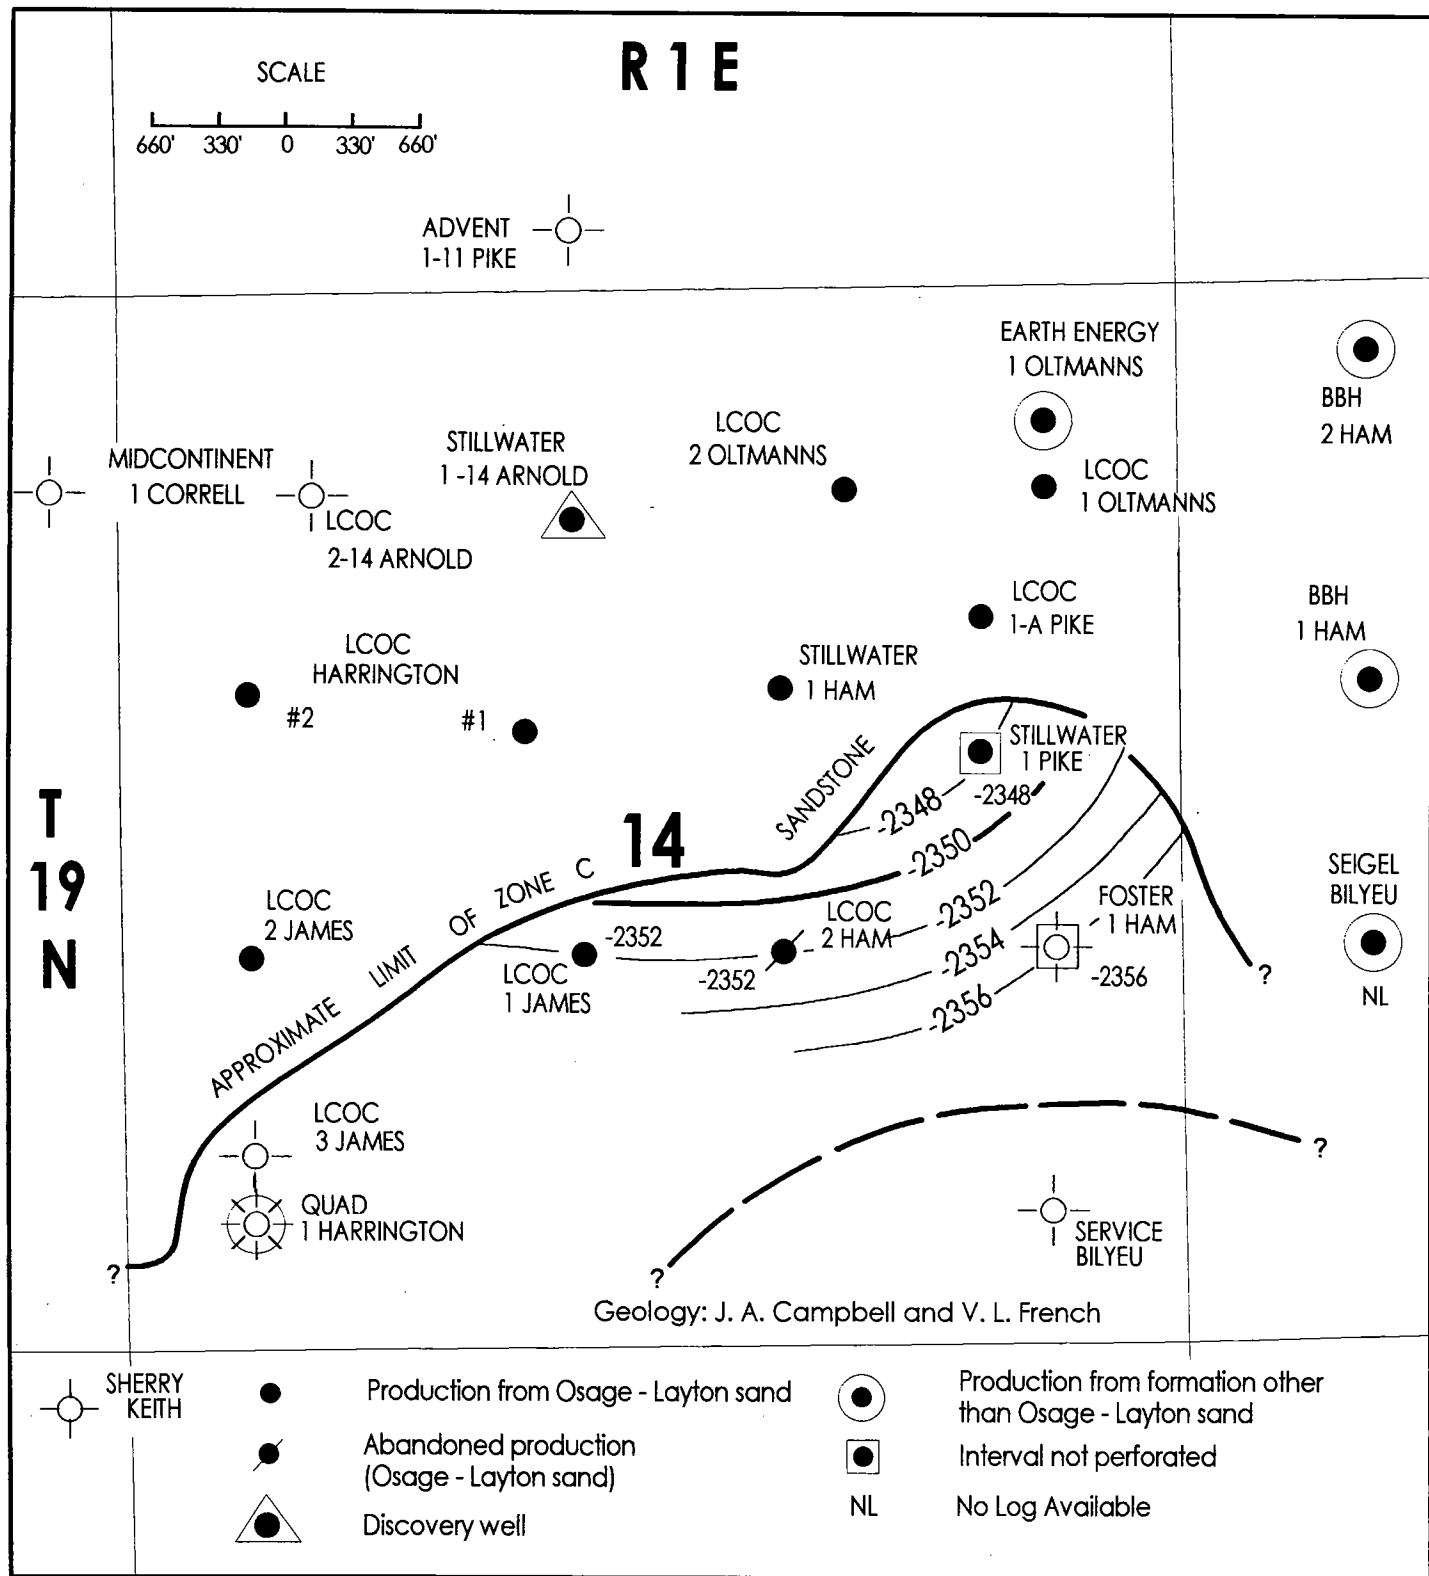 R 1 E
SCALE
660' 330' 0 330' 660'
ADVENT
1-11 PIKE
EARTH ENERGY
1 OLTMANNS
BBH
2 HAM
LCOC
2 OLTMANNS
STILLWATER
1 -14 ARNOLD
MIDCONTINENT
1 CORRELL
LCOC
1 OLTMANNS
LCOC
2-14 ARNOLD
LCOC
1-A PIKE
BBH
1 HAM
LCOC
HARRINGTON
#2
#1
STILLWATER
1 HAM
STILLWATER
1 PIKE
-2348
-2348
T
19
N
14
APPROXIMATE LIMIT OF ZONE C SANDSTONE
-2350
SEIGEL
BILYEU
NL
LCOC
2 JAMES
-2352
LCOC
1 JAMES
LCOC
2 HAM
-2352
-2352
FOSTER
1 HAM
-2354
-2356
-2356
?
LCOC
3 JAMES
QUAD
1 HARRINGTON
?
?
?
SERVICE
BILYEU
Geology: J. A. Campbell and V. L. French
SHERRY
KEITH
Production from Osage - Layton sand
Abandoned production
(Osage - Layton sand)
Discovery well
Production from formation other
than Osage - Layton sand
Interval not perforated
NL No Log Available